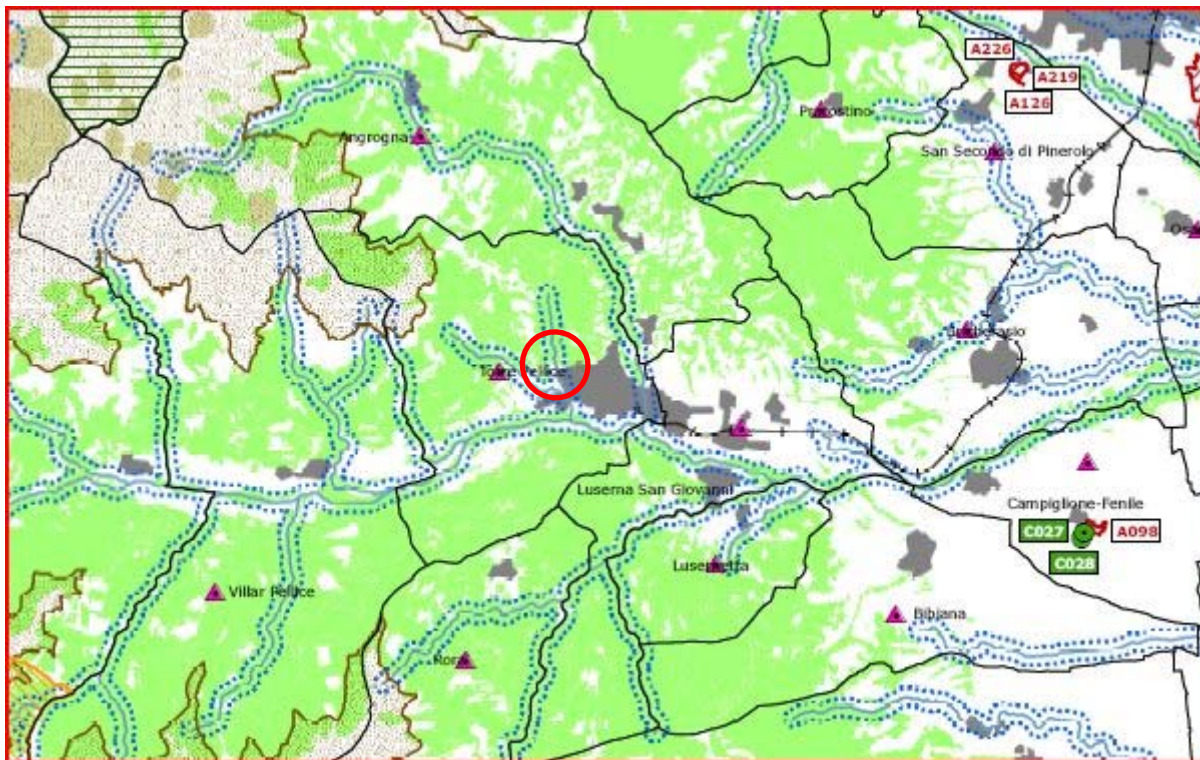 A226
A219
A126
Angrogna
Prarostino
San Secondo di Pinerolo
Torre Pellice
Luserna San Giovanni
Campiglione-Fenile
C027
A098
C028
Luserneta
Villar Pellice
Bibiana
Rorà